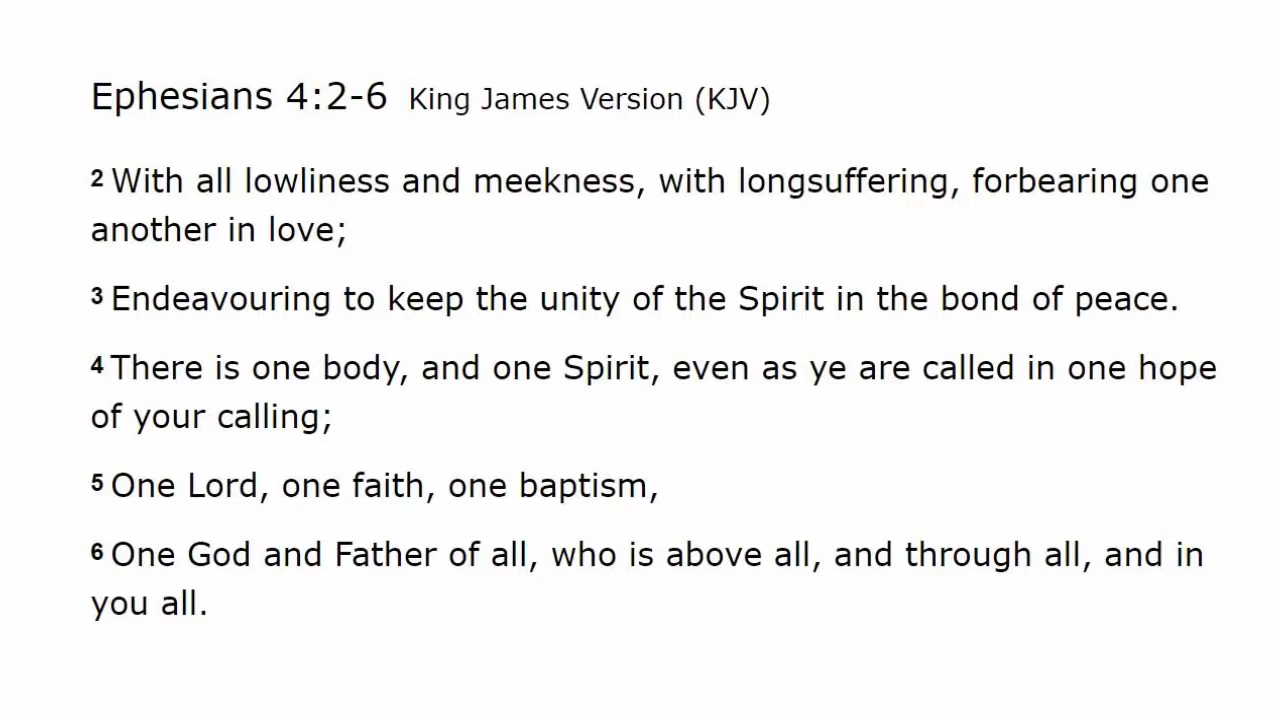 Ephesians 4:2-6 King James Version (KJV)
2 With all lowliness and meekness, with longsuffering, forbearing one
another in love;
3 Endeavouring to keep the unity of the Spirit in the bond of peace.
4 There is one body, and one Spirit, even as ye are called in one hope
of your calling;
5 One Lord, one faith, one baptism,
6 One God and Father of all, who is above all, and through all, and in
you all.